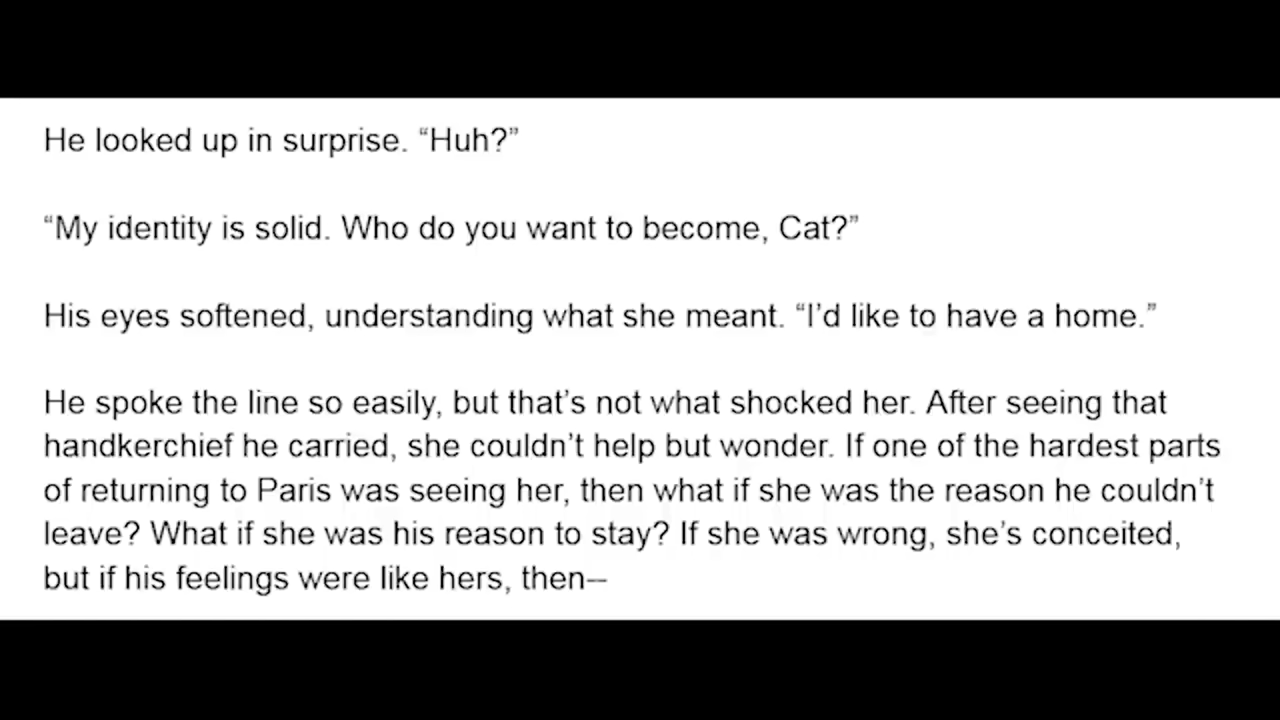 He looked up in surprise. “Huh?”
“My identity is solid. Who do you want to become, Cat?”
His eyes softened, understanding what she meant. “I’d like to have a home.”
He spoke the line so easily, but that’s not what shocked her. After seeing that
handkerchief he carried, she couldn’t help but wonder. If one of the hardest parts
of returning to Paris was seeing her, then what if she was the reason he couldn’t
leave? What if she was his reason to stay? If she was wrong, she’s conceited,
but if his feelings were like hers, then–